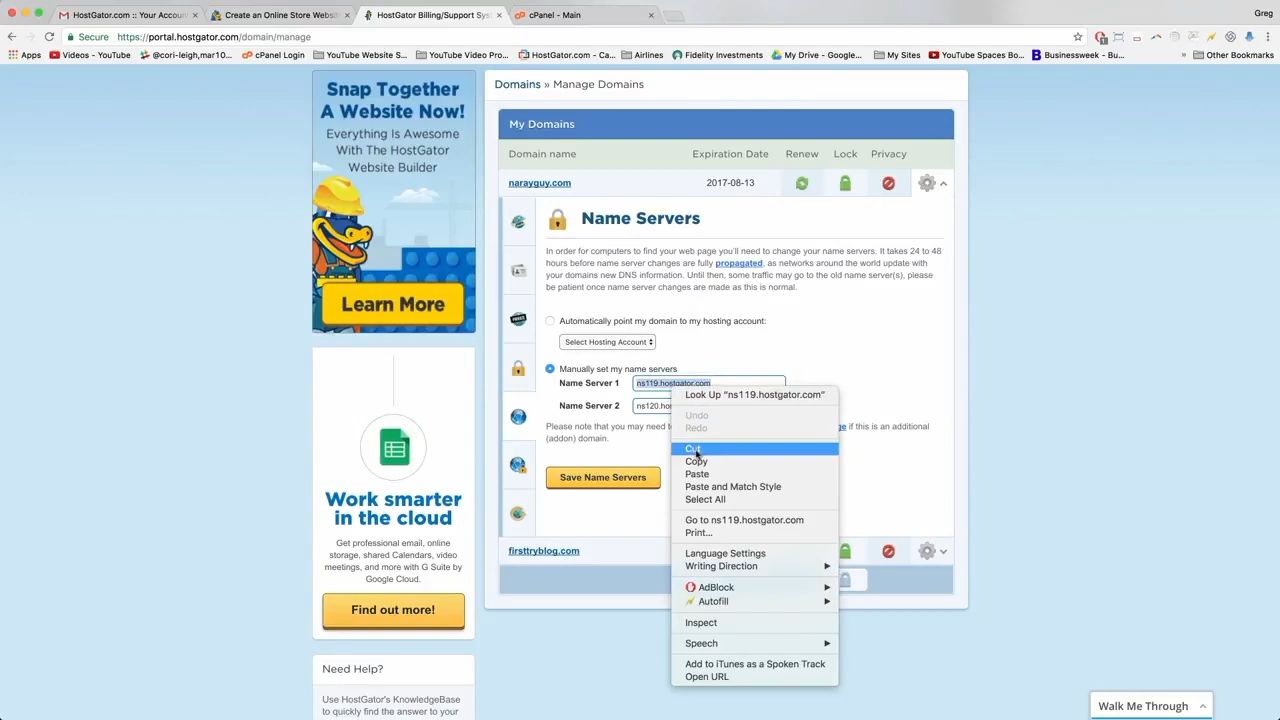 HostGator.com :: Your Accoun
Create an Online Store Websit
HostGator Billing/Support Sys
cPanel - Main
Greg
Secure
https://portal.hostgator.com/domain/manage
Apps
Videos - YouTube
@cori-leigh,mar10...
cPanel Login
YouTube Website S...
YouTube Video Pro...
HostGator.com - Ca...
Airlines
Fidelity Investments
My Drive - Google...
My Sites
YouTube Spaces Bo...
Businessweek - Bu...
»
Other Bookmarks
Snap Together
A Website Now!
Everything Is Awesome
With The HostGator
Website Builder
Learn More
Work smarter
in the cloud
Get professional email, online
storage, shared Calendars, video
meetings, and more with G Suite by
Google Cloud.
Find out more!
Need Help?
Use HostGator's KnowledgeBase
to quickly find the answer to your
Domains » Manage Domains
My Domains
Domain name
Expiration Date
Renew
Lock
Privacy
narayguy.com
2017-08-13
Name Servers
In order for computers to find your web page you'll need to change your name servers. It takes 24 to 48
hours before name server changes are fully propagated, as networks around the world update with
your domains new DNS information. Until then, some traffic may go to the old name server(s), please
be patient once name server changes are made as this is normal.
Automatically point my domain to my hosting account:
Select Hosting Account
Manually set my name servers
Name Server 1
ns119.hostgator.com
Name Server 2
ns120.ho
Please note that you may need t
ge if this is an additional
(addon) domain.
Save Name Servers
firsttryblog.com
Look Up "ns119.hostgator.com"
Undo
Redo
Cut
Copy
Paste
Paste and Match Style
Select All
Go to ns119.hostgator.com
Print...
Language Settings
Writing Direction
AdBlock
Autofill
Inspect
Speech
Add to iTunes as a Spoken Track
Open URL
Walk Me Through